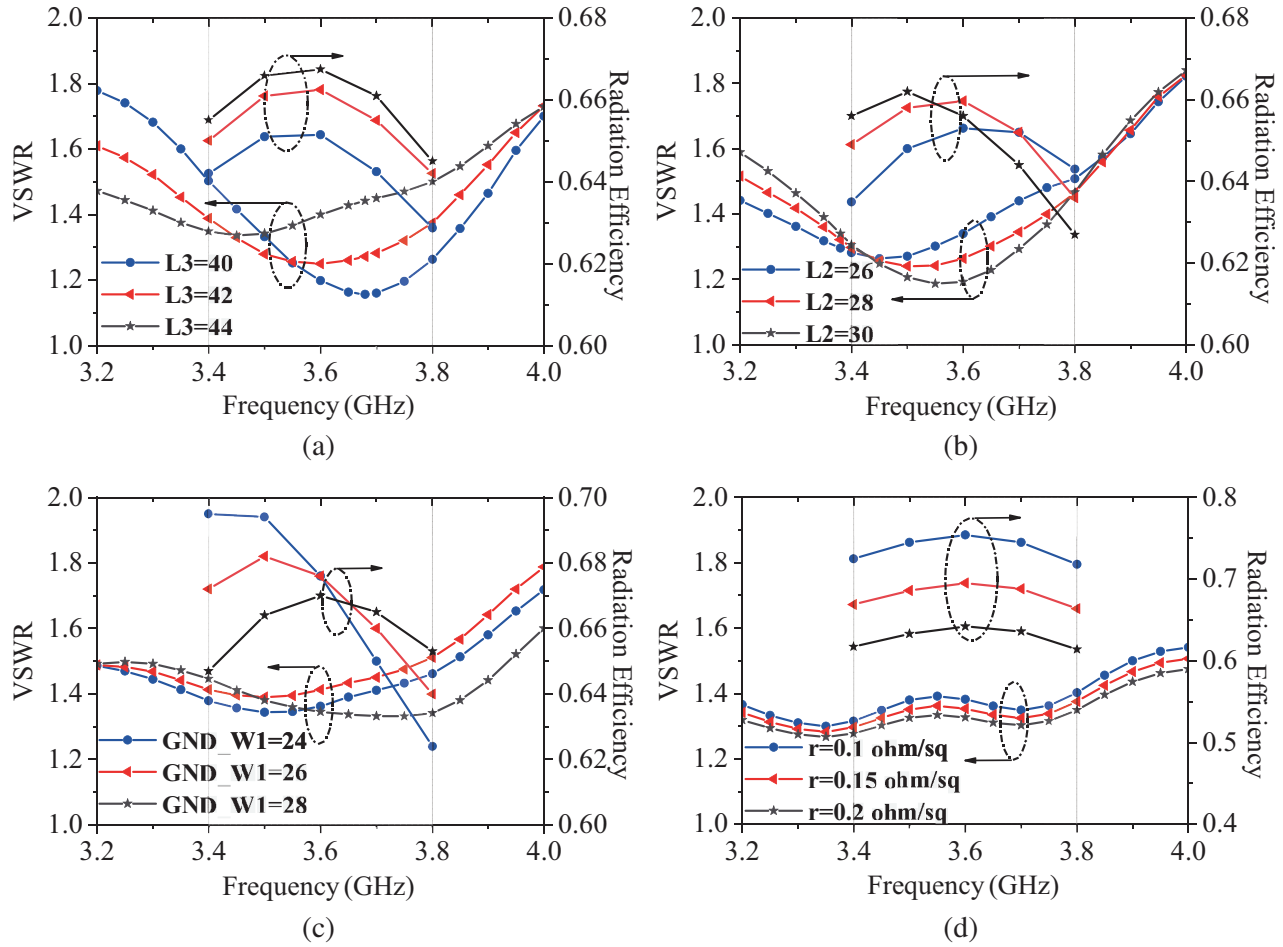 2.0
1.8
1.6
1.4
1.2
1.0
VSWR
0.68
0.66
0.64
0.62
0.60
Radiation Efficiency
L3=40
L3=42
L3=44
3.2 3.4 3.6 3.8 4.0
Frequency (GHz)
(a)
2.0
1.8
1.6
1.4
1.2
1.0
VSWR
0.68
0.66
0.64
0.62
0.60
Radiation Efficiency
L2=26
L2=28
L2=30
3.2 3.4 3.6 3.8 4.0
Frequency (GHz)
(b)
2.0
1.8
1.6
1.4
1.2
1.0
VSWR
0.70
0.68
0.66
0.64
0.62
0.60
Radiation Efficiency
GND_W1=24
GND_W1=26
GND_W1=28
3.2 3.4 3.6 3.8 4.0
Frequency (GHz)
(c)
2.0
1.8
1.6
1.4
1.2
1.0
VSWR
0.8
0.7
0.6
0.5
0.4
Radiation Efficiency
r=0.1 ohm/sq
r=0.15 ohm/sq
r=0.2 ohm/sq
3.2 3.4 3.6 3.8 4.0
Frequency (GHz)
(d)